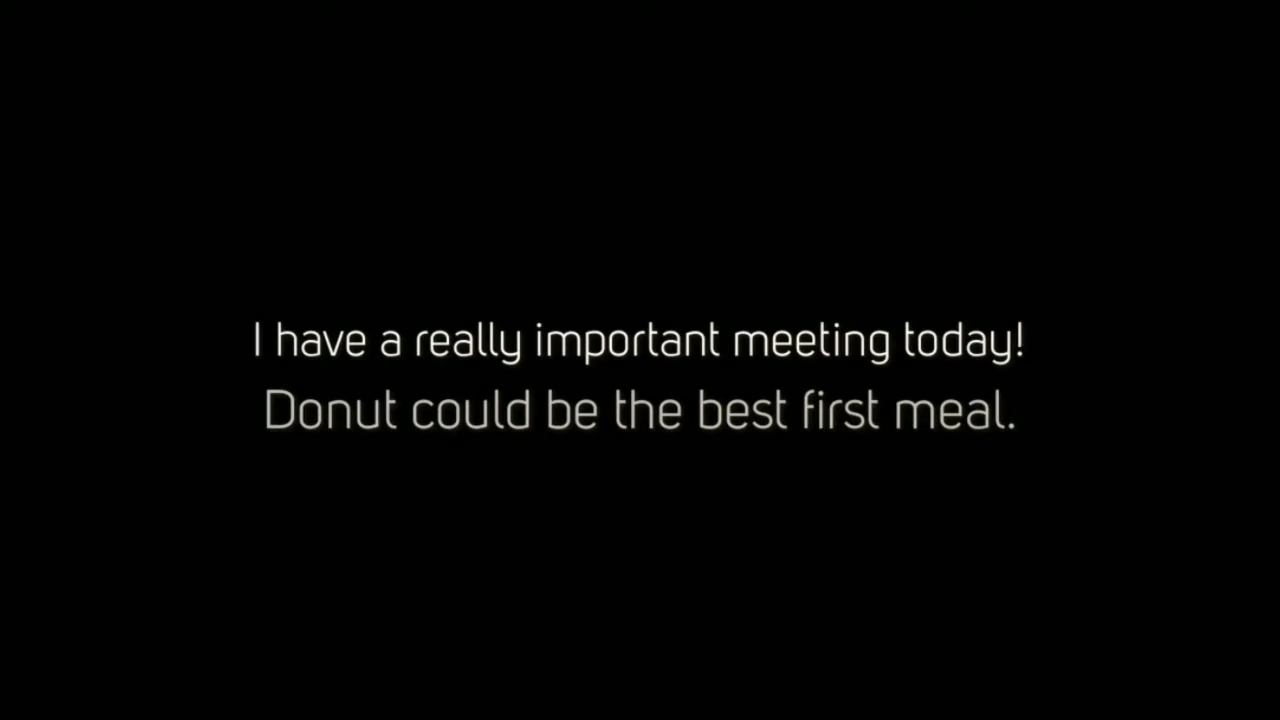 I have a really important meeting today!
Donut could be the best first meal.